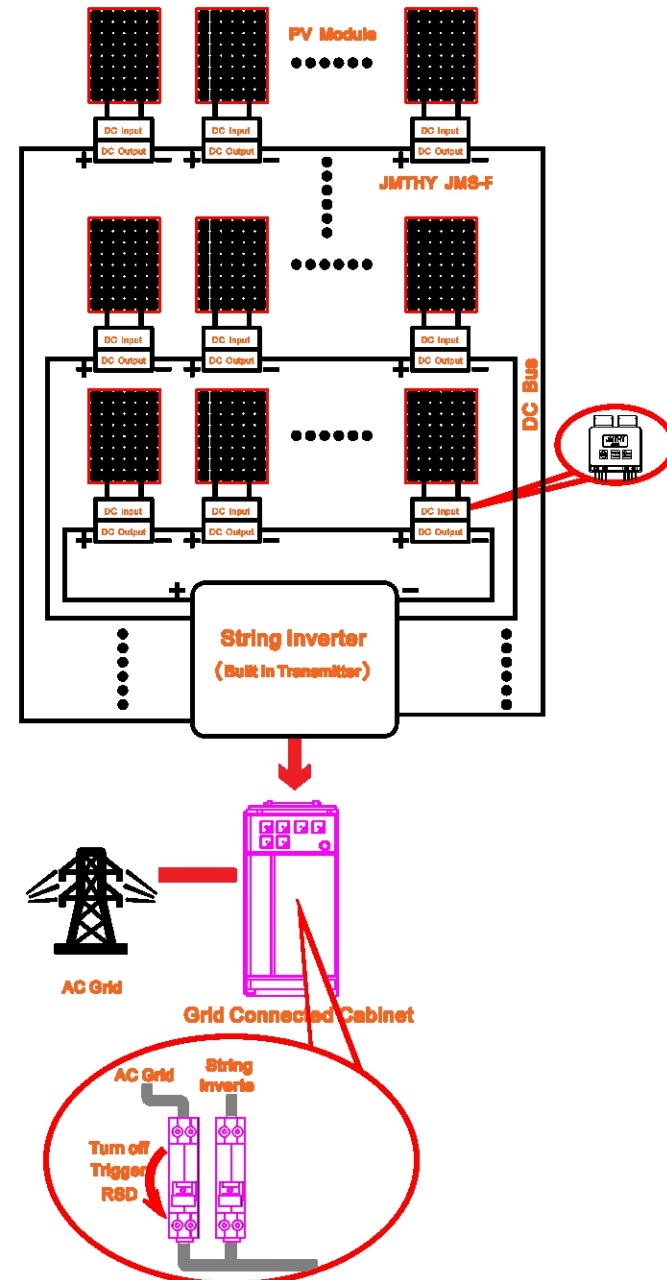 PV Module
DC Input
DC Input
DC Input
+ DC Output −
+ DC Output −
+ DC Output −
JMTHY JMS-F
DC Input
DC Input
DC Input
+ DC Output −
+ DC Output −
+ DC Output −
DC Bus
JMTHY
DC Input
DC Input
DC Input
+ DC Output −
+ DC Output −
+ DC Output −
+
−
String Inverter
(Built in Transmitter)
AC Grid
Grid Connected Cabinet
AC Grid
String
Inverte
Turn off
Trigger
RSD